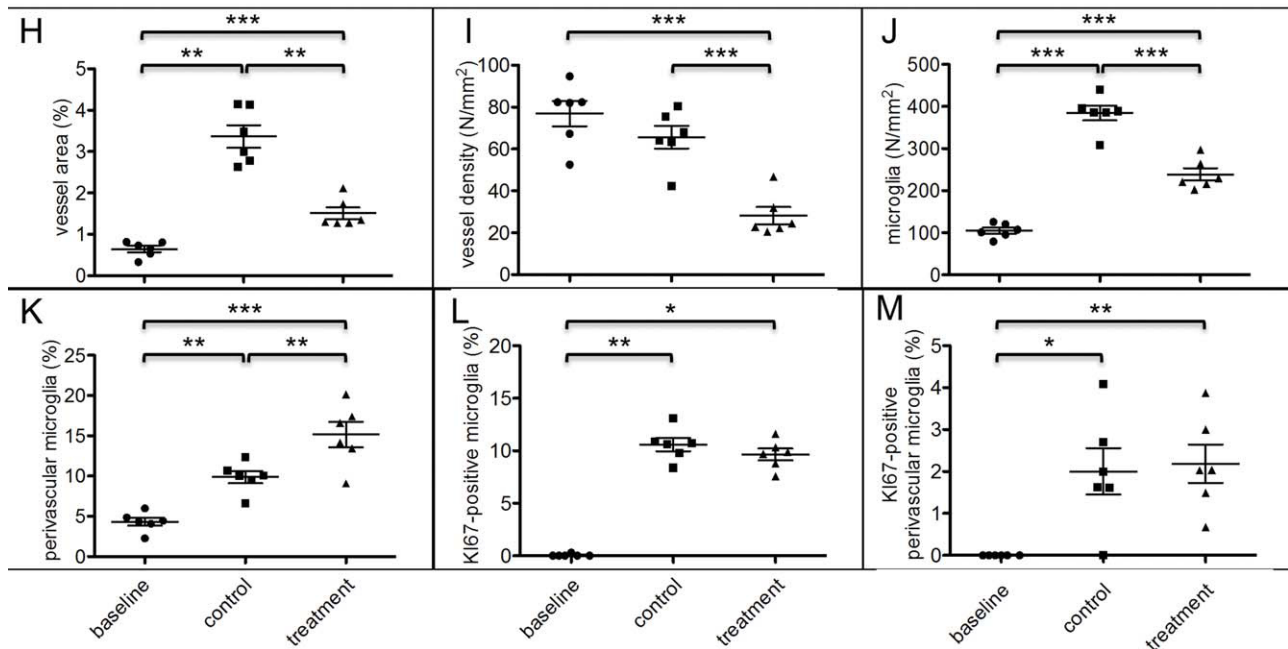 H
***
**
**
vessel area (%)
5
4
3
2
1
0
I
***
***
vessel density (N/mm²)
100
80
60
40
20
0
J
***
***
***
microglia (N/mm²)
500
400
300
200
100
0
K
***
**
**
perivascular microglia (%)
25
20
15
10
5
0
baseline
control
treatment
L
*
**
KI67-positive microglia (%)
20
15
10
5
0
baseline
control
treatment
M
**
*
KI67-positive
perivascular microglia (%)
5
4
3
2
1
0
baseline
control
treatment